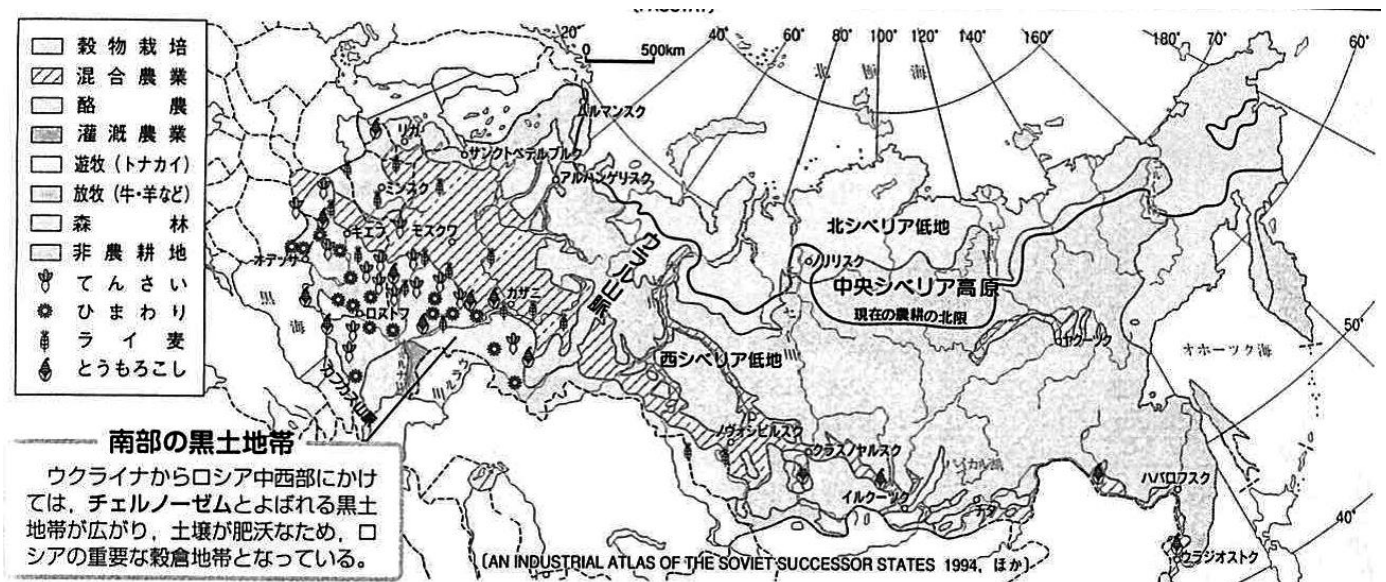 穀物栽培
混合農業
酪農
灌漑農業
遊牧(トナカイ)
放牧(牛・羊など)
森林
非農耕地
てんさい
ひまわり
ライ麦
とうもろこし
20°
0 500km
40°
60°
80°
100°
120°
140°
160°
180°
70°
60°
50°
40°
北極海
ムルマンスク
リガ
サンクトペテルブルク
アルハンゲリスク
ミンスク
キエフ
モスクワ
オデッサ
カザニ
ロストフ
黒海
ウラル川
カフカス山脈
ウラル山脈
西シベリア低地
北シベリア低地
ノリリスク
中央シベリア高原
現在の農耕の北限
ヤクーツク
オホーツク海
ノヴォシビルスク
クラスノヤルスク
バイカル湖
イルクーツク
チタ
ハバロフスク
ウラジオストク
南部の黒土地帯
ウクライナからロシア中西部にかけ
ては，チェルノーゼムとよばれる黒土
地帯が広がり，土壌が肥沃なため，ロ
シアの重要な穀倉地帯となっている。
(AN INDUSTRIAL ATLAS OF THE SOVIET SUCCESSOR STATES 1994, ほか)